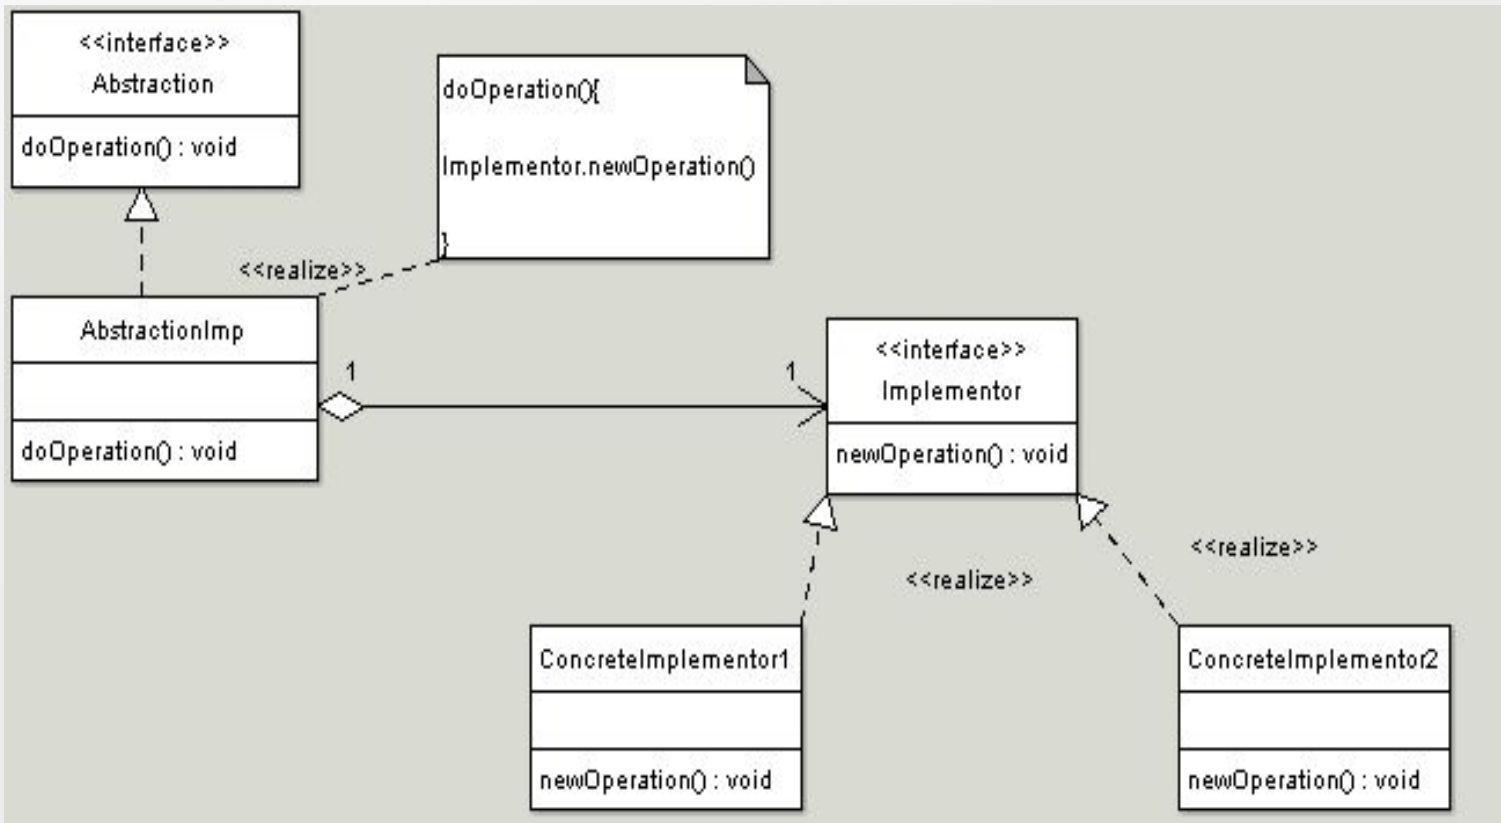 <<interface>>
Abstraction
doOperation() : void
doOperation(){
Implementor.newOperation()
}
<<realize>>
AbstractionImp
doOperation() : void
1
1
<<interface>>
Implementor
newOperation() : void
<<realize>>
<<realize>>
ConcreteImplementor1
newOperation() : void
ConcreteImplementor2
newOperation() : void